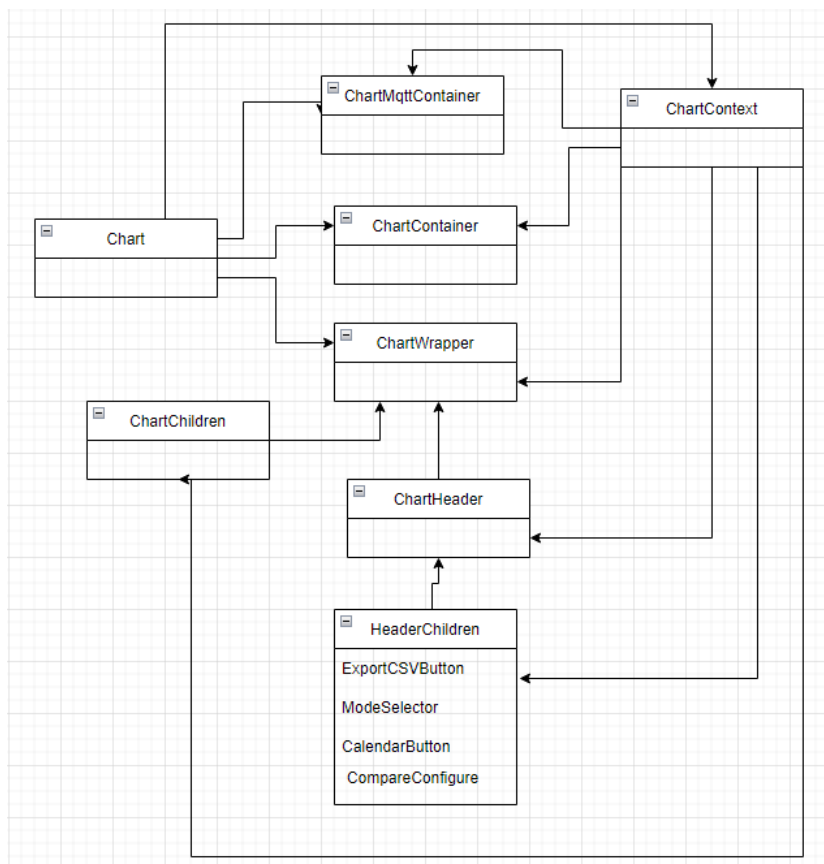 ChartMqttContainer
ChartContext
Chart
ChartContainer
ChartWrapper
ChartChildren
ChartHeader
HeaderChildren
ExportCSVButton
ModeSelector
CalendarButton
CompareConfigure